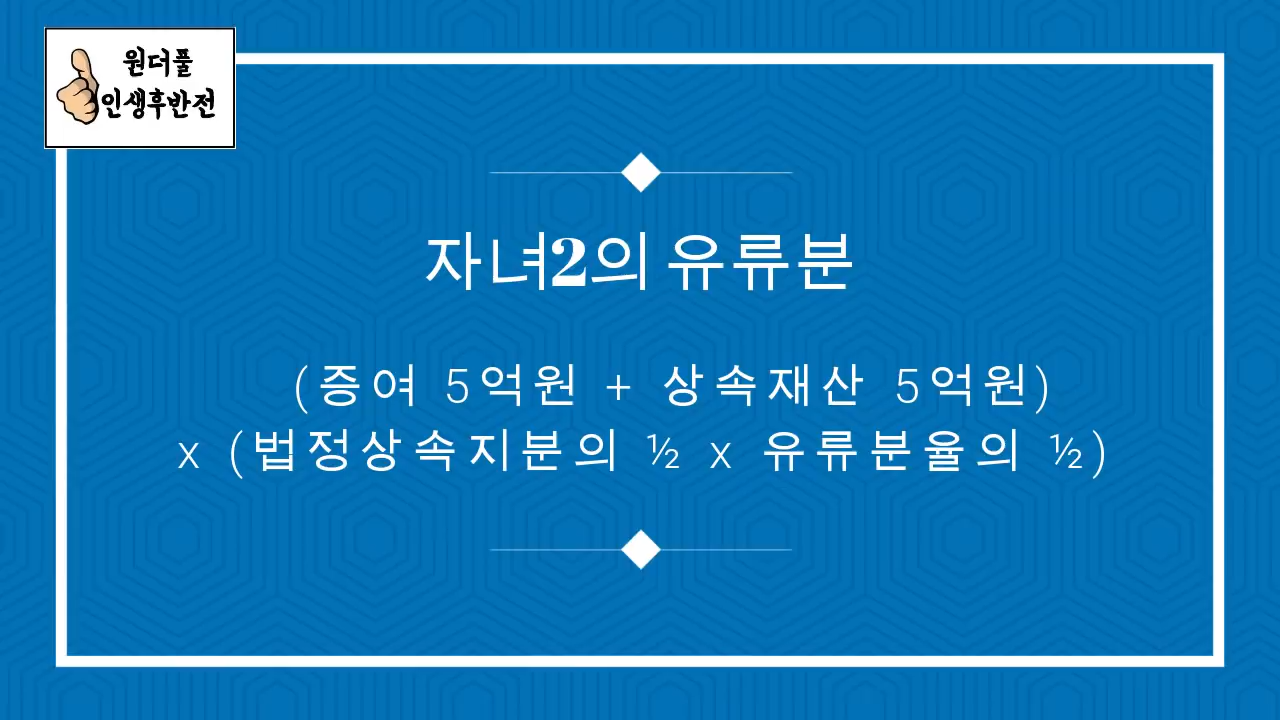 원더풀
인생후반전
자녀2의 유류분
(증여 5억원 + 상속재산 5억원)
x (법정상속지분의 ½ x 유류분율의 ½)